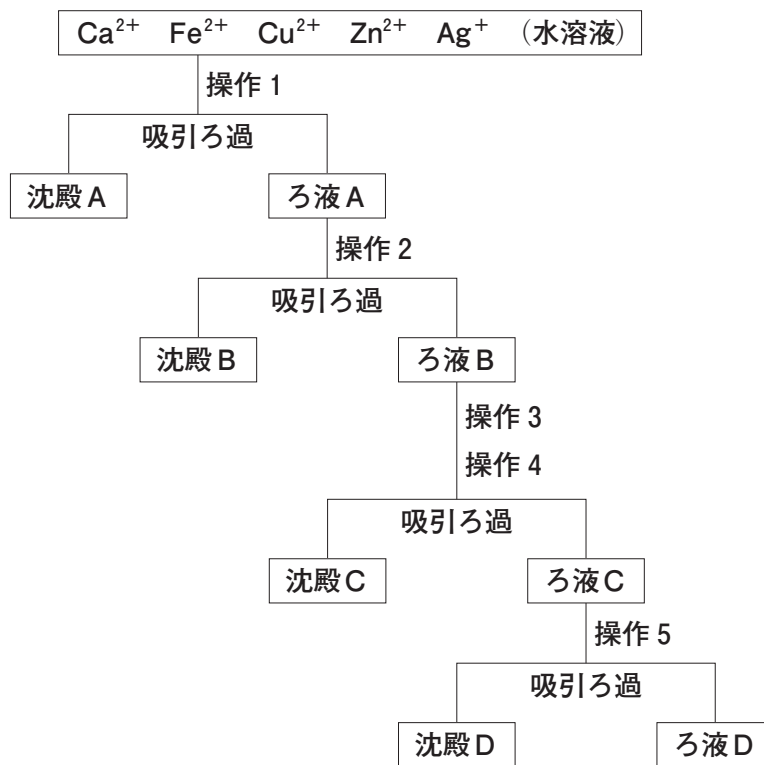 Ca²⁺ Fe²⁺ Cu²⁺ Zn²⁺ Ag⁺ (水溶液)
操作 1
吸引ろ過
沈殿 A ろ液 A
操作 2
吸引ろ過
沈殿 B ろ液 B
操作 3
操作 4
吸引ろ過
沈殿 C ろ液 C
操作 5
吸引ろ過
沈殿 D ろ液 D